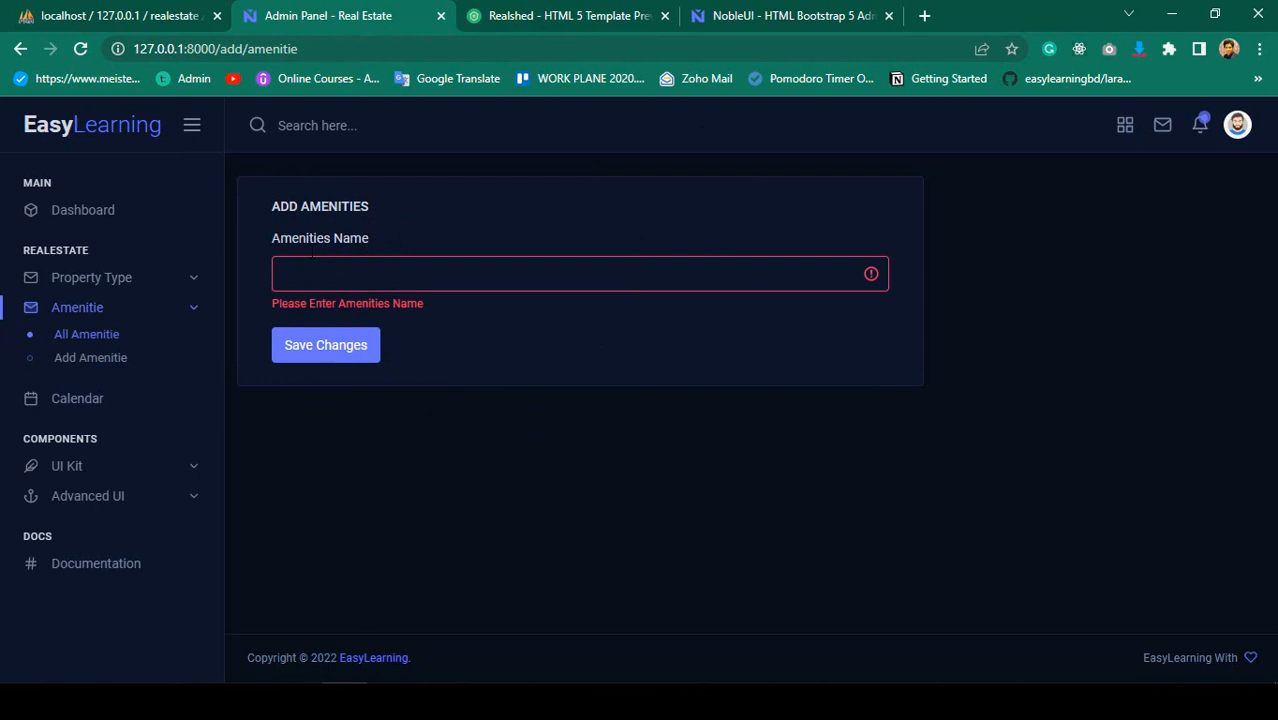 localhost / 127.0.0.1 / realestate
Admin Panel - Real Estate
Realshed - HTML 5 Template Prev
NobleUI - HTML Bootstrap 5 Adm
127.0.0.1:8000/add/amenitie
https://www.meiste...
Admin
Online Courses - A...
Google Translate
WORK PLANE 2020....
Zoho Mail
Pomodoro Timer O...
Getting Started
easylearningbd/lara...
»
EasyLearning
Search here...
MAIN
Dashboard
REALESTATE
Property Type
Amenitie
All Amenitie
Add Amenitie
Calendar
COMPONENTS
UI Kit
Advanced UI
DOCS
Documentation
ADD AMENITIES
Amenities Name
Please Enter Amenities Name
Save Changes
Copyright © 2022 EasyLearning.
EasyLearning With